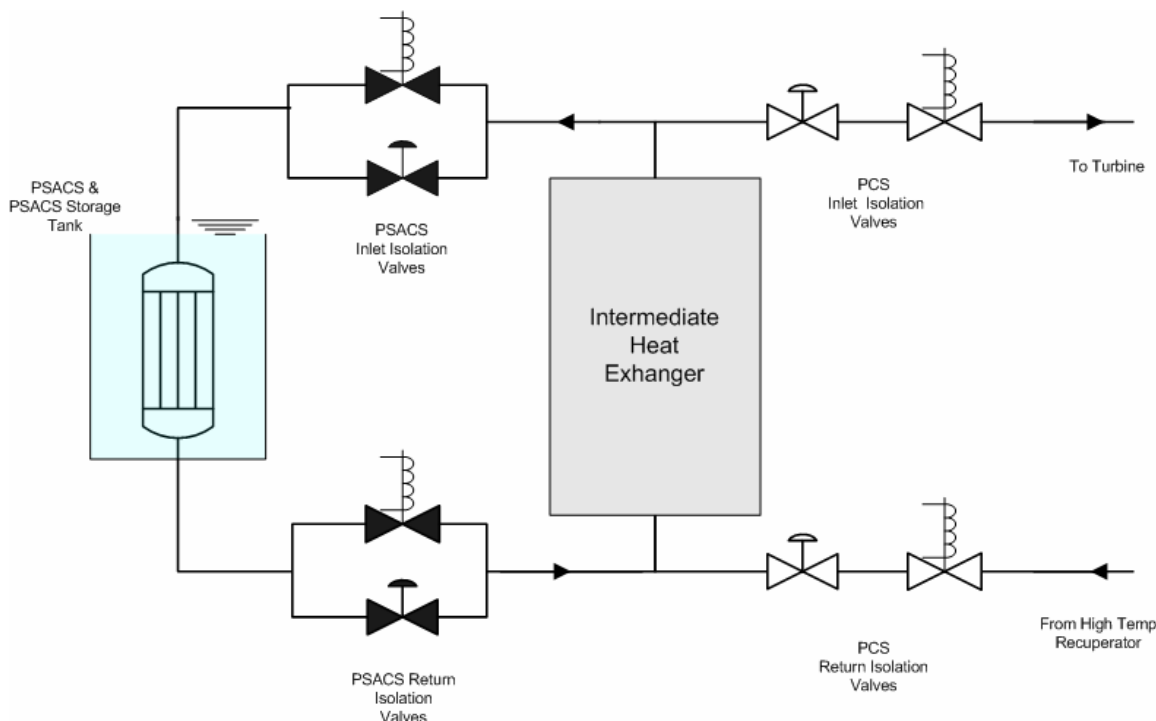 To Turbine
PSACS &
PSACS Storage
Tank
PSACS
Inlet Isolation
Valves
PCS
Inlet  Isolation
Valves
Intermediate
Heat
Exhanger
From High Temp
Recuperator
PSACS Return
Isolation
Valves
PCS
Return Isolation
Valves